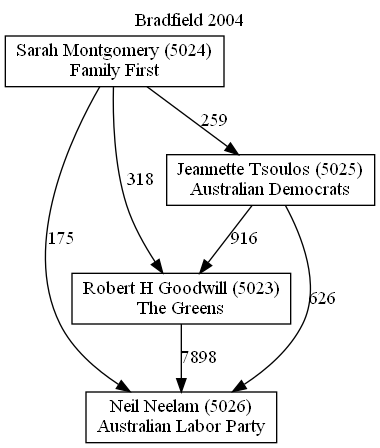 Bradfield 2004
Sarah Montgomery (5024)
Family First
259
Jeannette Tsoulos (5025)
Australian Democrats
318
175
916
626
Robert H Goodwill (5023)
The Greens
7898
Neil Neelam (5026)
Australian Labor Party